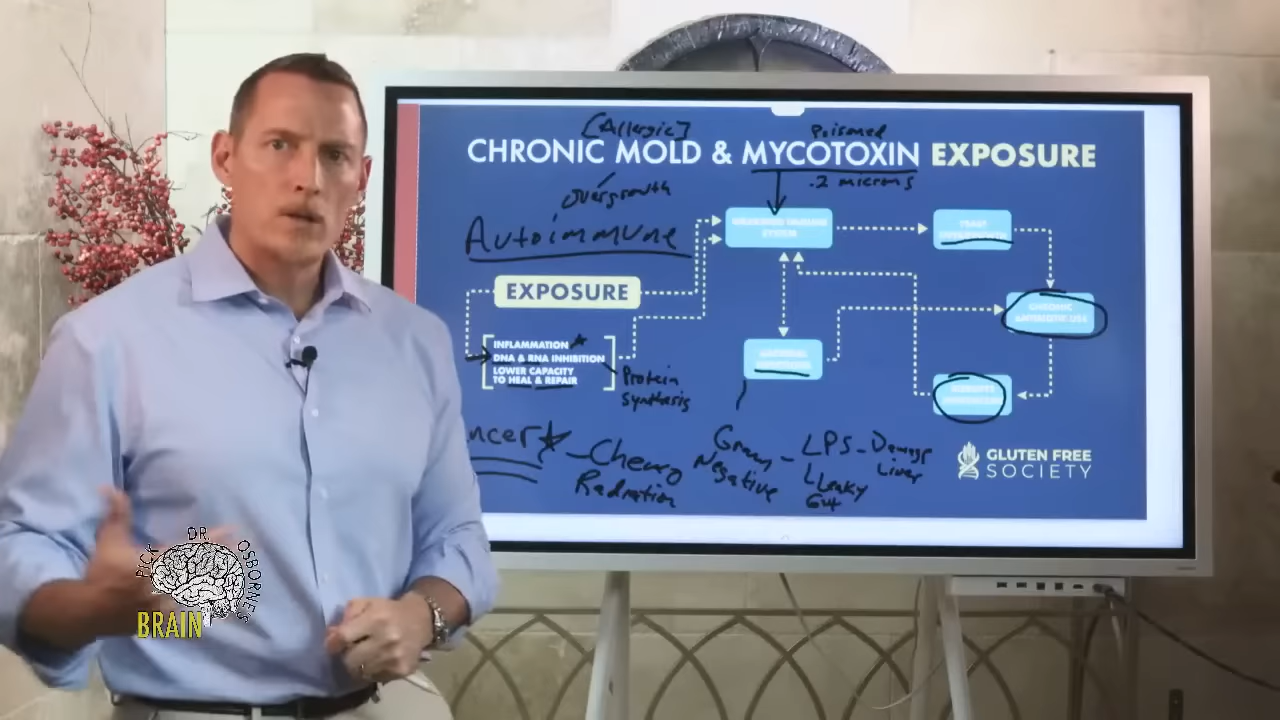 [Allergic]
Poisoned
CHRONIC MOLD & MYCOTOXIN EXPOSURE
overgrowth
.2 microns
Autoimmune
EXPOSURE
INFLAMMATION
DNA & RNA INHIBITION
LOWER CAPACITY
TO HEAL & REPAIR
Protein
Synthesis
ncer
Chemo
Radiation
Gram
Negative
LPS - Damage
Liver
Leaky
Gut
GLUTEN FREE
SOCIETY
PICK DR OSBORNE'S
BRAIN